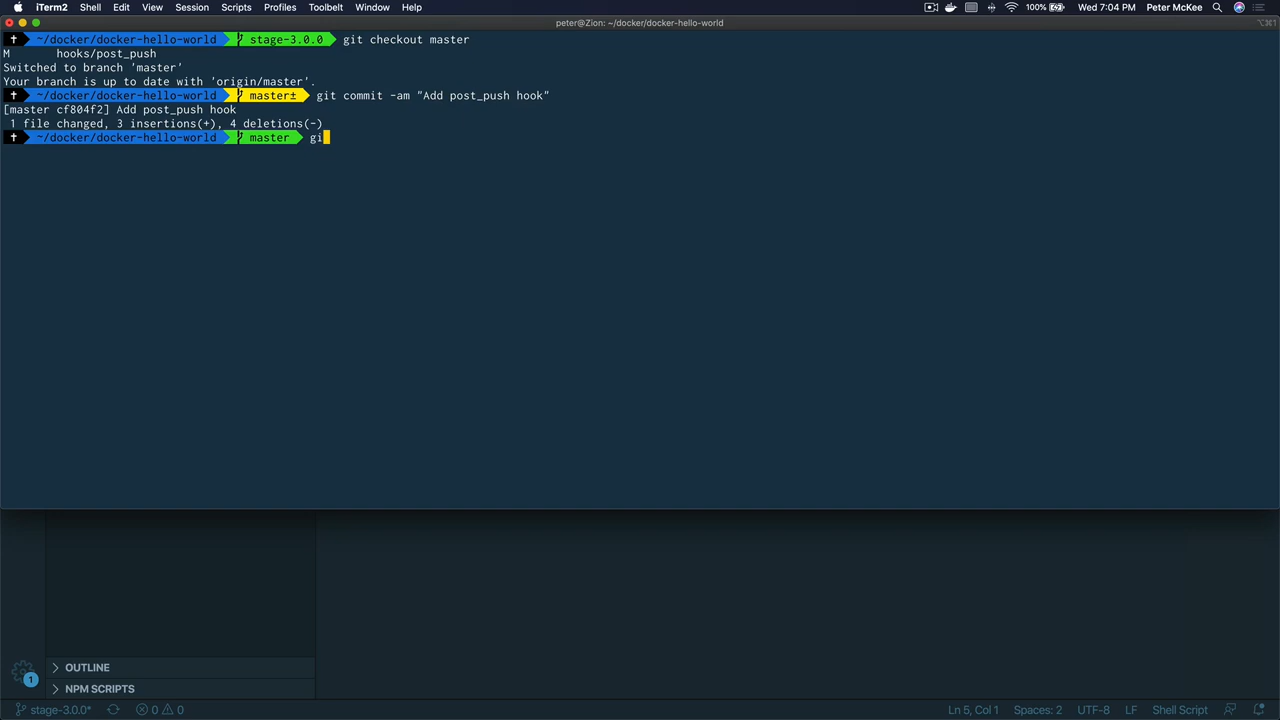 iTerm2 Shell Edit View Session Scripts Profiles Toolbelt Window Help 100% Wed 7:04 PM Peter McKee
peter@Zion: ~/docker/docker-hello-world ⌥⌘1
~/docker/docker-hello-world stage-3.0.0 git checkout master
M hooks/post_push
Switched to branch 'master'
Your branch is up to date with 'origin/master'.
~/docker/docker-hello-world master± git commit -am "Add post_push hook"
[master cf804f2] Add post_push hook
1 file changed, 3 insertions(+), 4 deletions(-)
~/docker/docker-hello-world master gi
OUTLINE
1
NPM SCRIPTS
stage-3.0.0* 0 0 Ln 5, Col 1 Spaces: 2 UTF-8 LF Shell Script